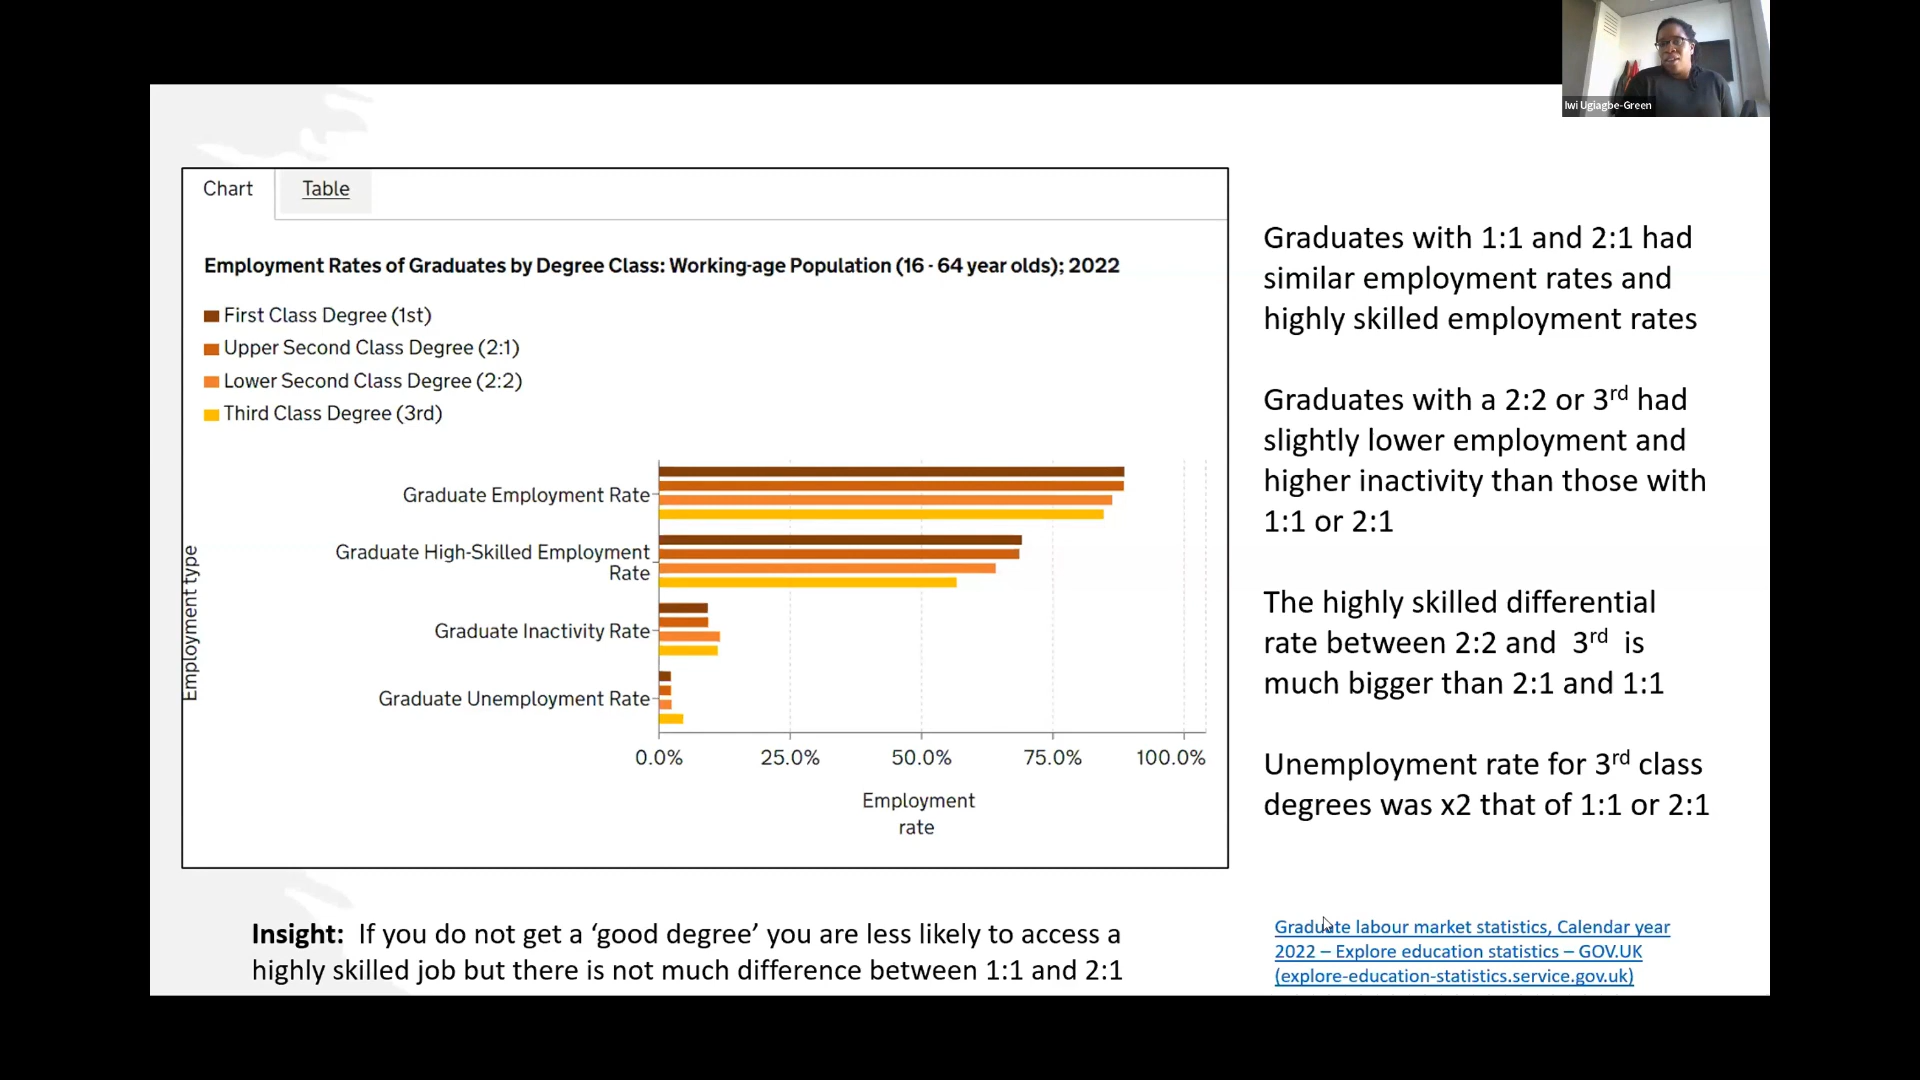 Iwi Ugiagbe-Green
Chart
Table
Employment Rates of Graduates by Degree Class: Working-age Population (16 - 64 year olds); 2022
First Class Degree (1st)
Upper Second Class Degree (2:1)
Lower Second Class Degree (2:2)
Third Class Degree (3rd)
Employment type
Graduate Employment Rate
Graduate High-Skilled Employment
Rate
Graduate Inactivity Rate
Graduate Unemployment Rate
0.0%
25.0%
50.0%
75.0%
100.0%
Employment
rate
Graduates with 1:1 and 2:1 had
similar employment rates and
highly skilled employment rates
Graduates with a 2:2 or 3rd had
slightly lower employment and
higher inactivity than those with
1:1 or 2:1
The highly skilled differential
rate between 2:2 and 3rd is
much bigger than 2:1 and 1:1
Unemployment rate for 3rd class
degrees was x2 that of 1:1 or 2:1
Insight: If you do not get a ‘good degree’ you are less likely to access a
highly skilled job but there is not much difference between 1:1 and 2:1
Graduate labour market statistics, Calendar year
2022 – Explore education statistics – GOV.UK
(explore-education-statistics.service.gov.uk)